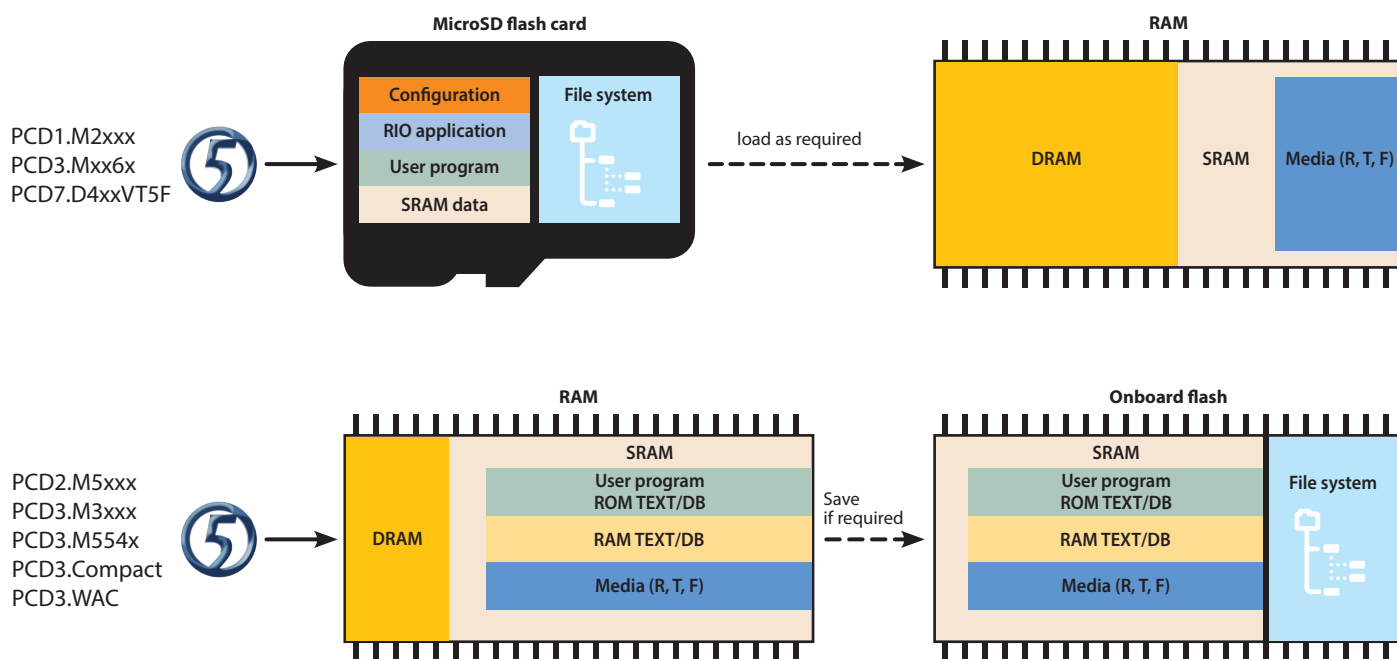 MicroSD flash card
RAM
PCD1.M2xxx
PCD3.Mxx6x
PCD7.D4xxVT5F
5
Configuration
RIO application
User program
SRAM data
File system
load as required
DRAM
SRAM
Media (R, T, F)
RAM
Onboard flash
PCD2.M5xxx
PCD3.M3xxx
PCD3.M554x
PCD3.Compact
PCD3.WAC
5
DRAM
SRAM
User program
ROM TEXT/DB
RAM TEXT/DB
Media (R, T, F)
Save
if required
SRAM
User program
ROM TEXT/DB
RAM TEXT/DB
Media (R, T, F)
File system